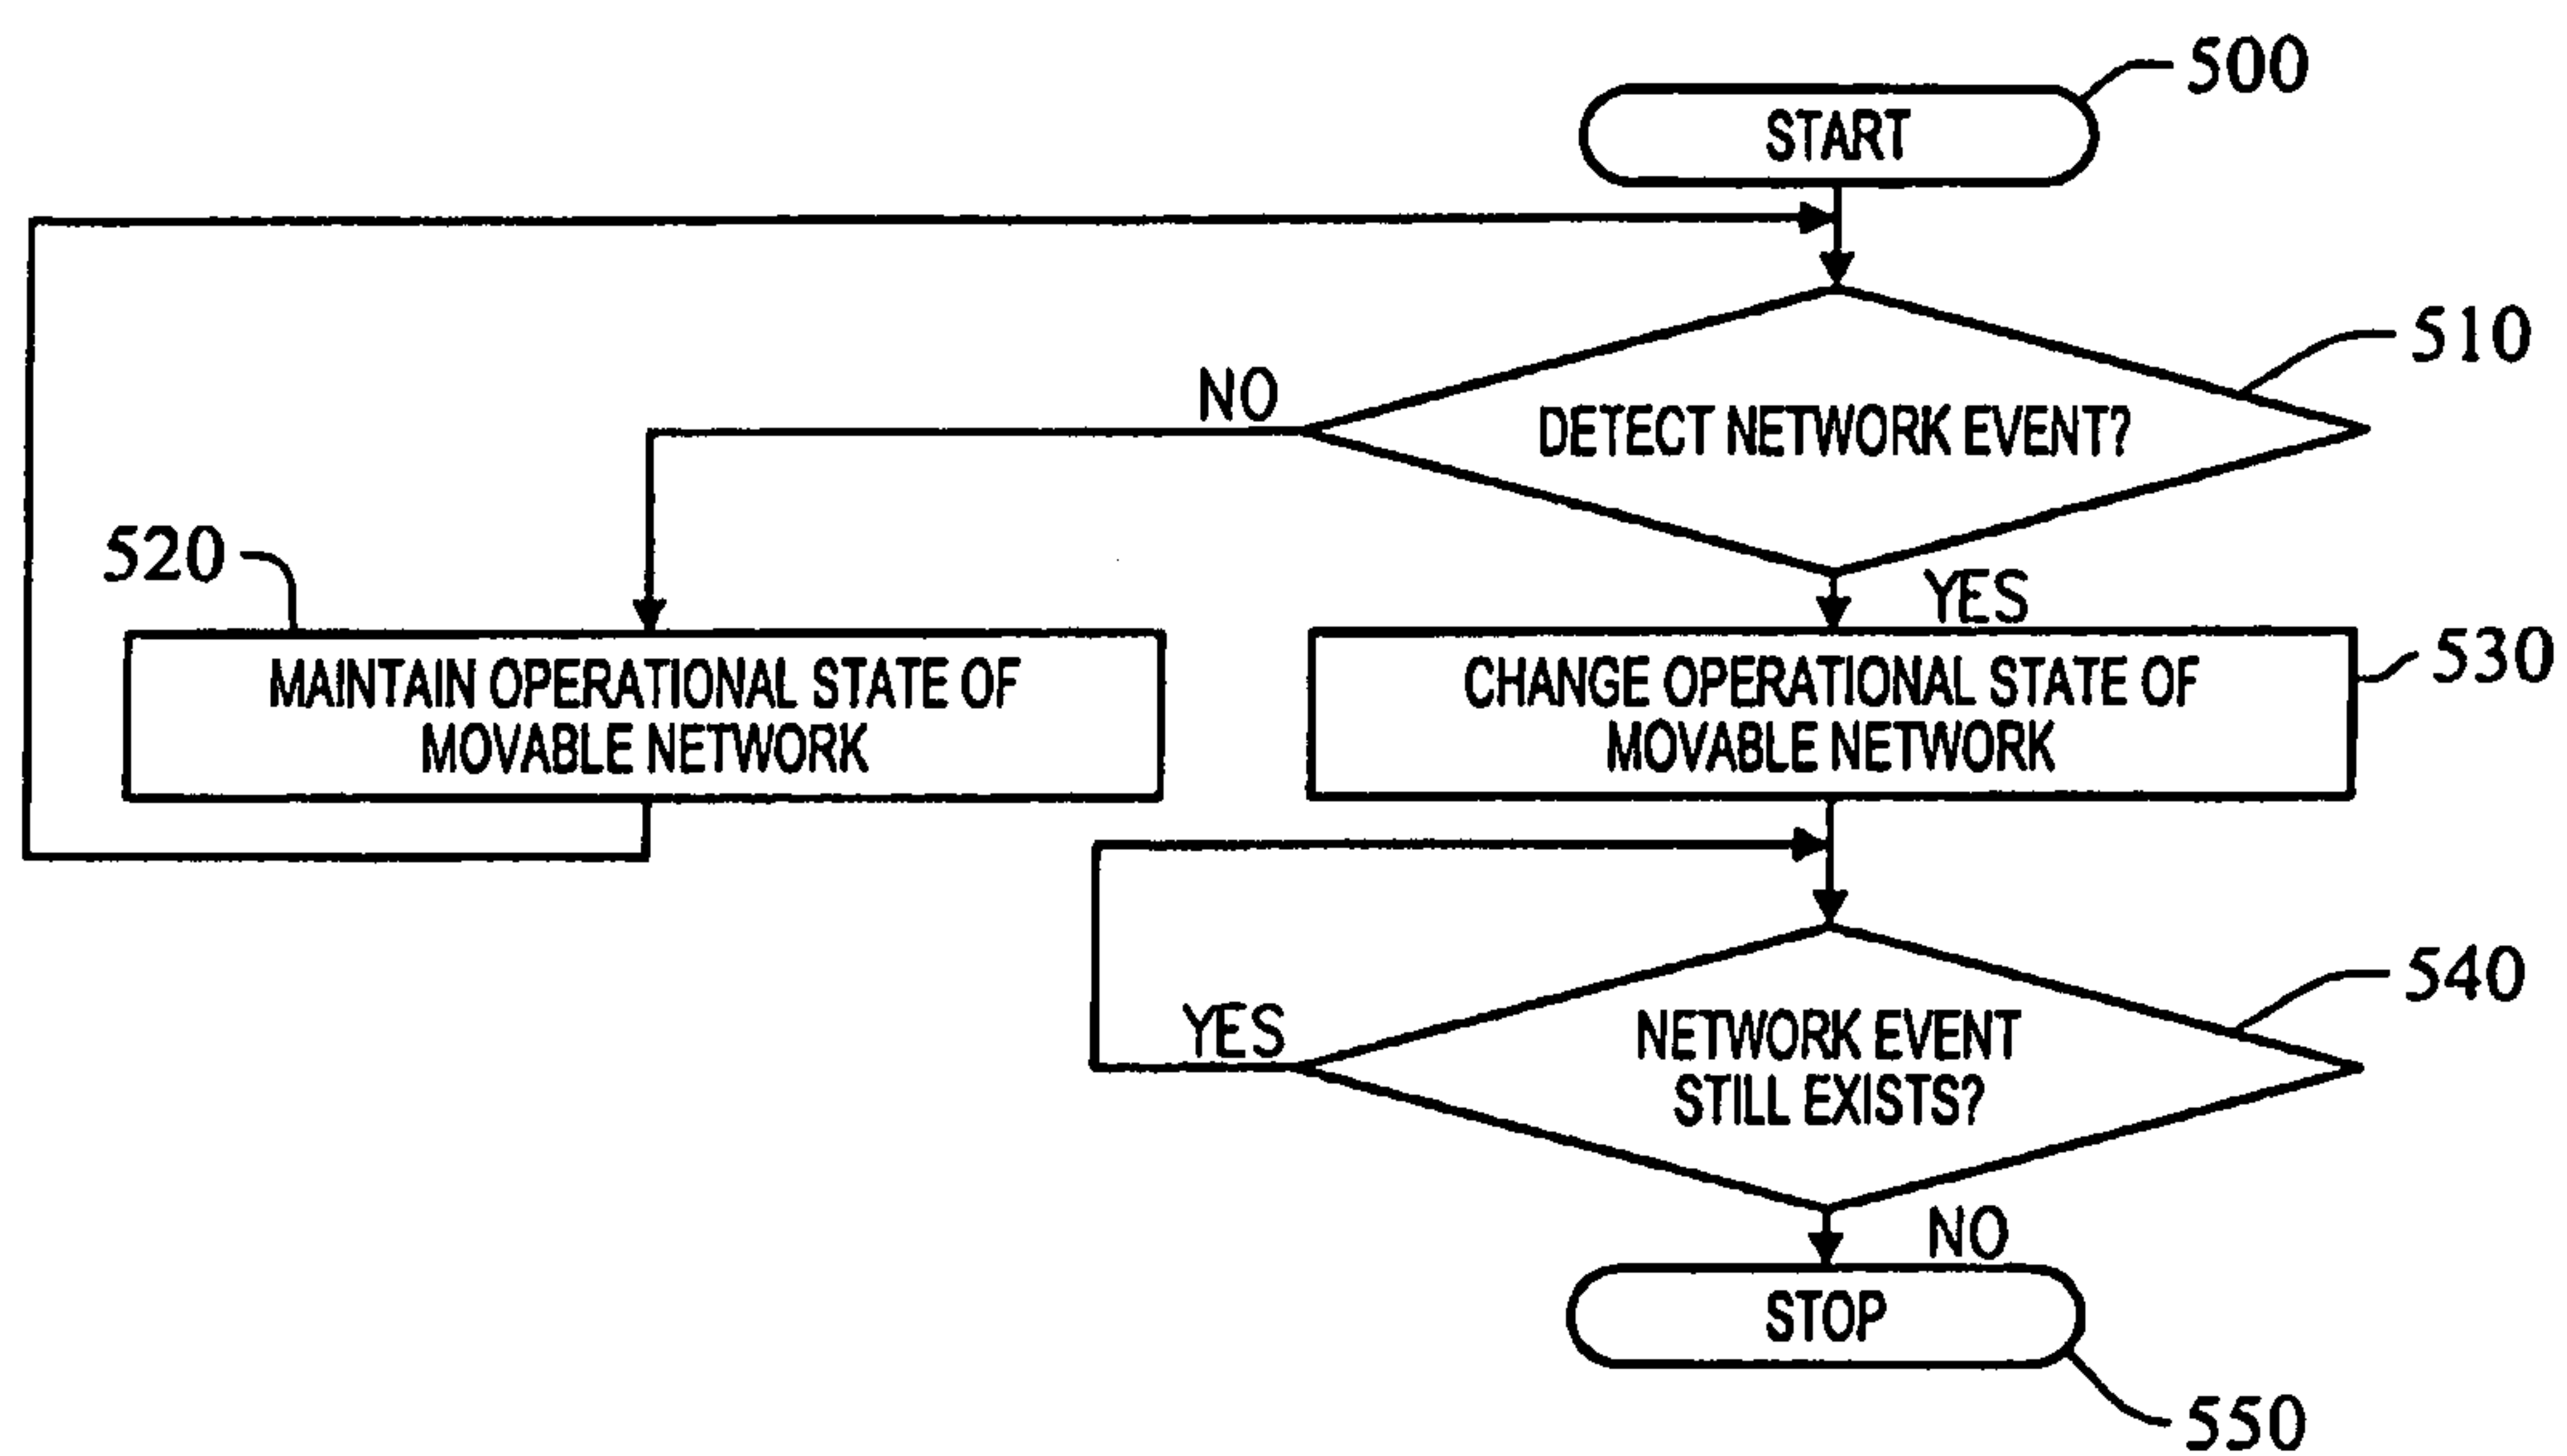 500
START
510
NO
DETECT NETWORK EVENT?
520
YES
530
MAINTAIN OPERATIONAL STATE OF
MOVABLE NETWORK
CHANGE OPERATIONAL STATE OF
MOVABLE NETWORK
540
YES
NETWORK EVENT
STILL EXISTS?
NO
STOP
550